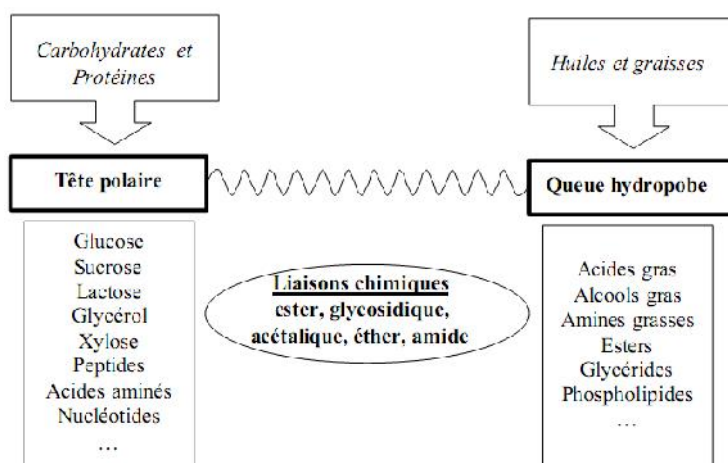 Carbohydrates et
Protéines
Huiles et graisses
Tête polaire
Queue hydropobe
Glucose
Sucrose
Lactose
Glycérol
Xylose
Peptides
Acides aminés
Nucléotides
...
Liaisons chimiques
ester, glycosidique,
acétalique, éther, amide
Acides gras
Alcools gras
Amines grasses
Esters
Glycérides
Phospholipides
...